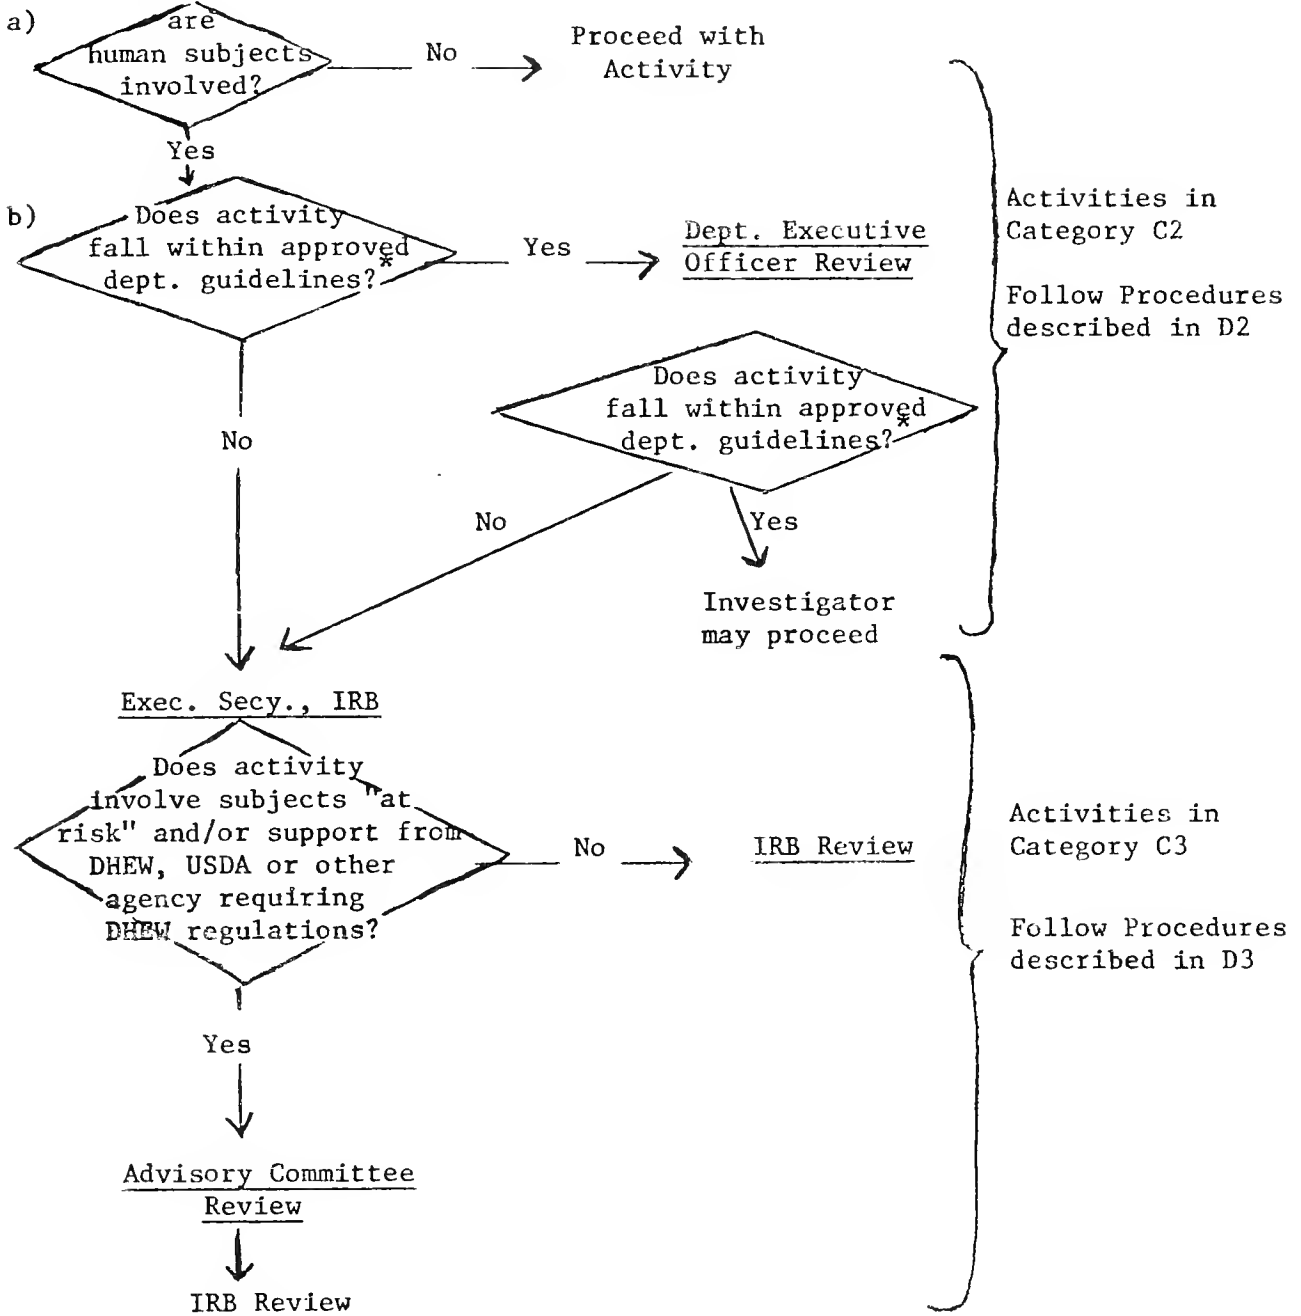 a)
are
human subjects
involved?
No
Proceed with
Activity
Yes
b)
Does activity
fall within approved
dept. guidelines?*
Yes
Dept. Executive
Officer Review
Activities in
Category C2
Follow Procedures
described in D2
Does activity
fall within approved
dept. guidelines?*
No
No
Yes
Investigator
may proceed
Exec. Secy., IRB
Does activity
involve subjects "at
risk" and/or support from
DHEW, USDA or other
agency requiring
DHEW regulations?
No
IRB Review
Activities in
Category C3
Follow Procedures
described in D3
Yes
Advisory Committee
Review
IRB Review